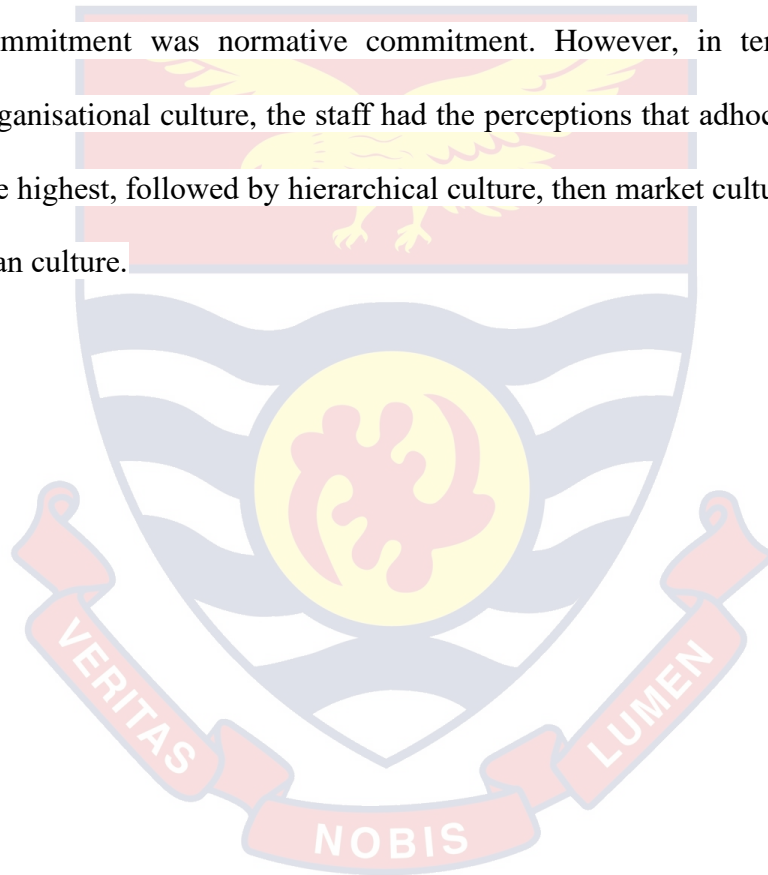 ommitment was normative commitment. However, in ter
ganisational culture, the staff had the perceptions that adhoc
e highest, followed by hierarchical culture, then market cultu
an culture.
VERITAS
NOBIS
LUMEN